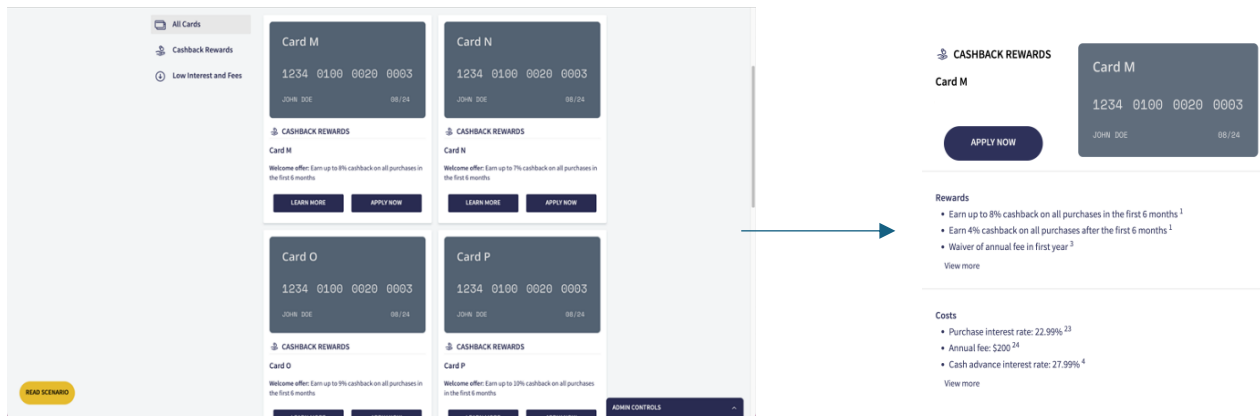 All Cards
Cashback Rewards
Low Interest and Fees
Card M
1234 0100 0020 0003
JOHN DOE 08/24
CASHBACK REWARDS
Card M
Welcome offer: Earn up to 8% cashback on all purchases in
the first 6 months
LEARN MORE APPLY NOW
Card N
1234 0100 0020 0003
JOHN DOE 08/24
CASHBACK REWARDS
Card N
Welcome offer: Earn up to 7% cashback on all purchases in
the first 6 months
LEARN MORE APPLY NOW
Card O
1234 0100 0020 0003
JOHN DOE 08/24
CASHBACK REWARDS
Card O
Welcome offer: Earn up to 9% cashback on all purchases in
the first 6 months
LEARN MORE APPLY NOW
Card P
1234 0100 0020 0003
JOHN DOE 08/24
CASHBACK REWARDS
Card P
Welcome offer: Earn up to 10% cashback on all purchases
in the first 6 months
LEARN MORE APPLY NOW
READ SCENARIO
ADMIN CONTROLS
CASHBACK REWARDS
Card M
APPLY NOW
Card M
1234 0100 0020 0003
JOHN DOE 08/24
Rewards
• Earn up to 8% cashback on all purchases in the first 6 months 1
• Earn 4% cashback on all purchases after the first 6 months 1
• Waiver of annual fee in first year 3
View more
Costs
• Purchase interest rate: 22.99% 23
• Annual fee: $200 24
• Cash advance interest rate: 27.99% 4
View more